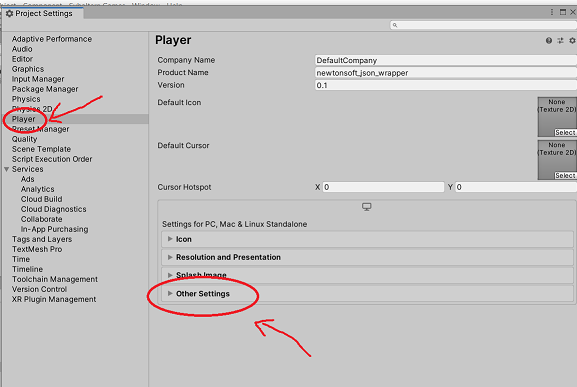 Project Settings
Adaptive Performance
Audio
Editor
Graphics
Input Manager
Package Manager
Physics
Physics 2D
Player
Preset Manager
Quality
Scene Template
Script Execution Order
Services
Ads
Analytics
Cloud Build
Cloud Diagnostics
Collaborate
In-App Purchasing
Tags and Layers
TextMesh Pro
Time
Timeline
Toolchain Management
Version Control
XR Plugin Management
Player
Company Name DefaultCompany
Product Name newtonsoft_json_wrapper
Version 0.1
Default Icon
None
(Texture 2D)
Select
Default Cursor
None
(Texture 2D)
Select
Cursor Hotspot X 0 Y 0
Settings for PC, Mac & Linux Standalone
Icon
Resolution and Presentation
Splash Image
Other Settings